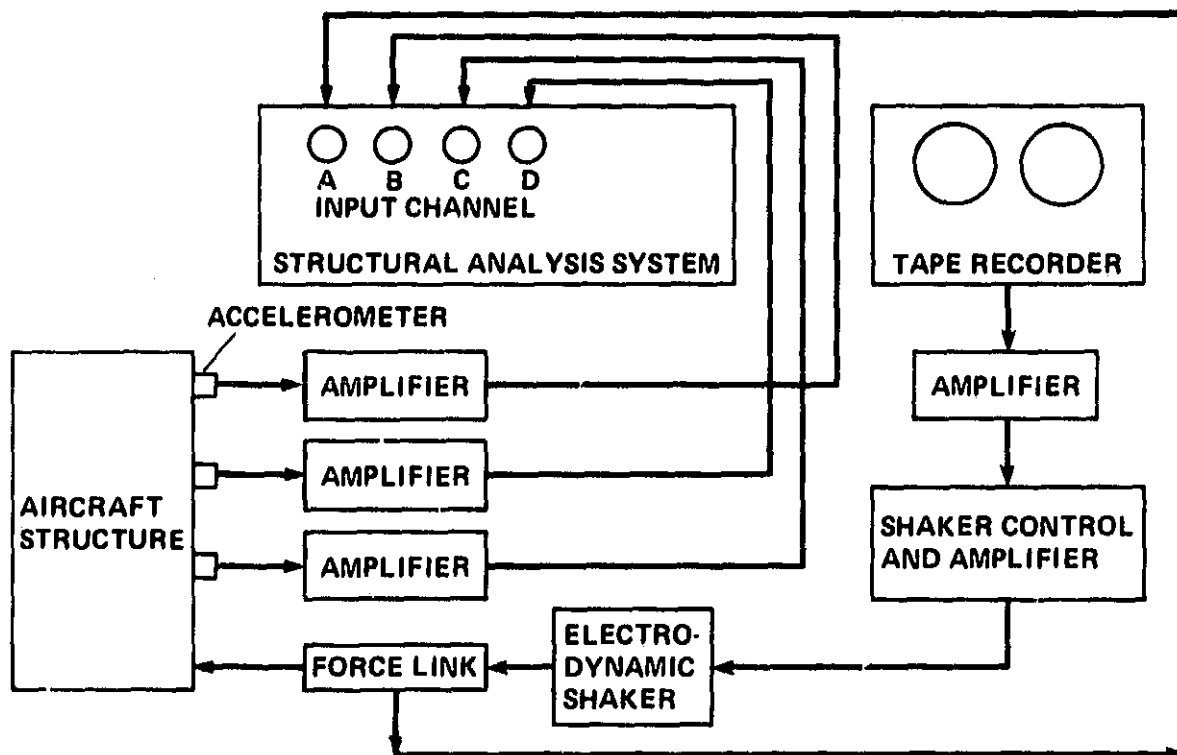 A B C D
INPUT CHANNEL
STRUCTURAL ANALYSIS SYSTEM
TAPE RECORDER
ACCELEROMETER
AMPLIFIER
AMPLIFIER
AMPLIFIER
AMPLIFIER
AIRCRAFT
STRUCTURE
SHAKER CONTROL
AND AMPLIFIER
FORCE LINK
ELECTRO-
DYNAMIC
SHAKER